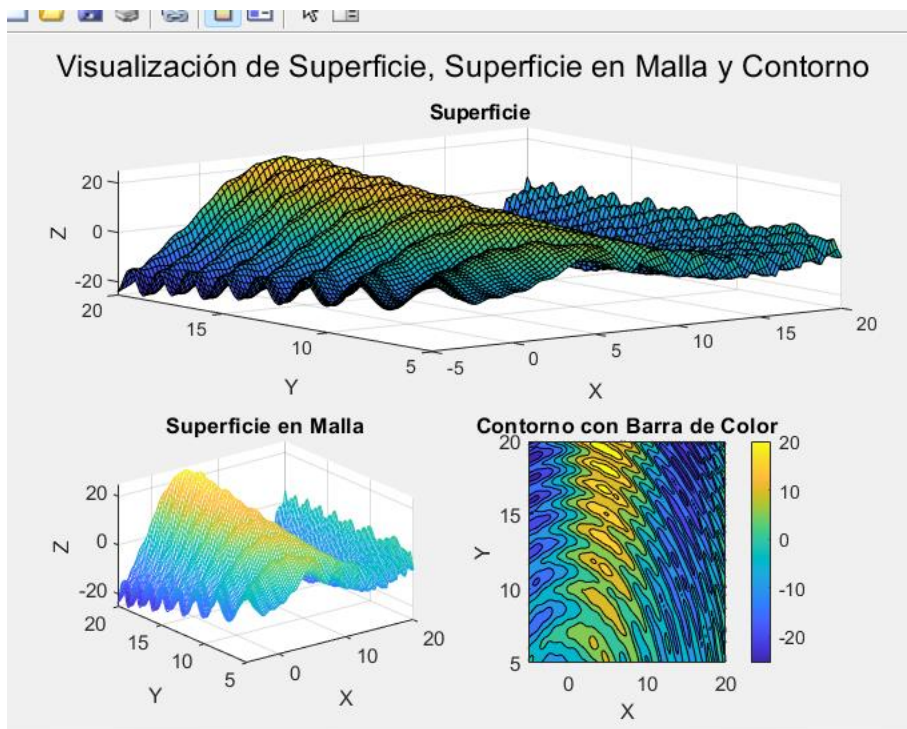 Visualización de Superficie, Superficie en Malla y Contorno
Superficie
20
0
-20
Z
20
15
10
5
Y
-5
0
5
10
15
20
X
Superficie en Malla
20
0
-20
Z
20
15
10
5
Y
0
10
20
X
Contorno con Barra de Color
20
15
10
5
Y
0
10
20
X
20
10
0
-10
-20